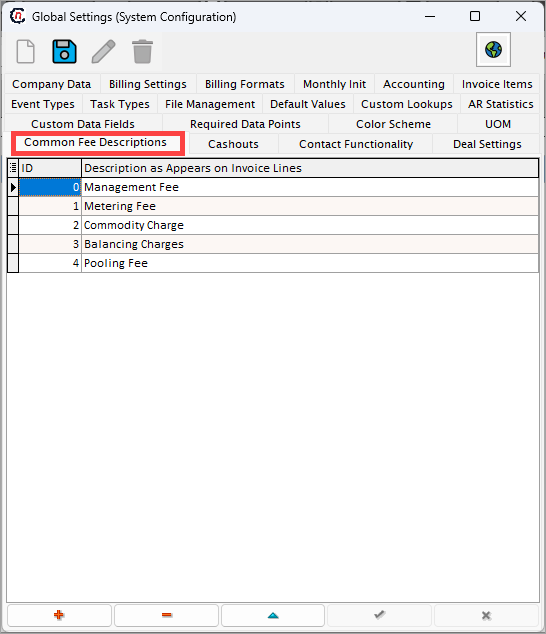 Global Settings (System Configuration)
Company Data Billing Settings Billing Formats Monthly Init Accounting Invoice Items
Event Types Task Types File Management Default Values Custom Lookups AR Statistics
Custom Data Fields Required Data Points Color Scheme UOM
Common Fee Descriptions Cashouts Contact Functionality Deal Settings
ID Description as Appears on Invoice Lines
0 Management Fee
1 Metering Fee
2 Commodity Charge
3 Balancing Charges
4 Pooling Fee